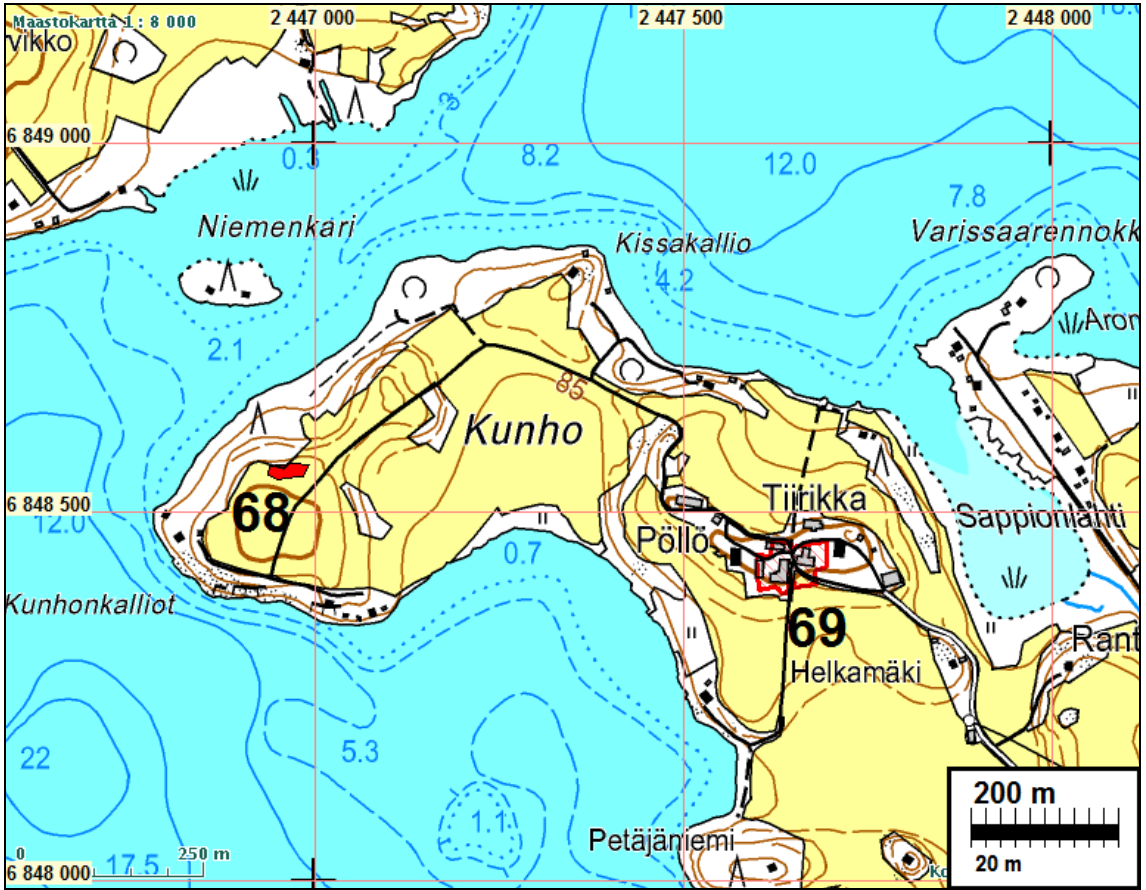 Maastokartta 1 : 8 000
2 447 000
2 447 500
2 448 000
vikko
3
6 849 000
0.3
8.2
12.0
7.8
Niemenkari
Kissakallio
Varissaarennokk
4.2
2.1
Aron
85
Kunho
68
6 848 500
12.0
Tiirikka
Sappionlahti
Pöllö
0.7
Kunhonkalliot
69
Rant
Helkamäki
22
5.3
200 m
1.1
Petäjäniemi
20 m
0
250 m
17.5
Ko
6 848 000